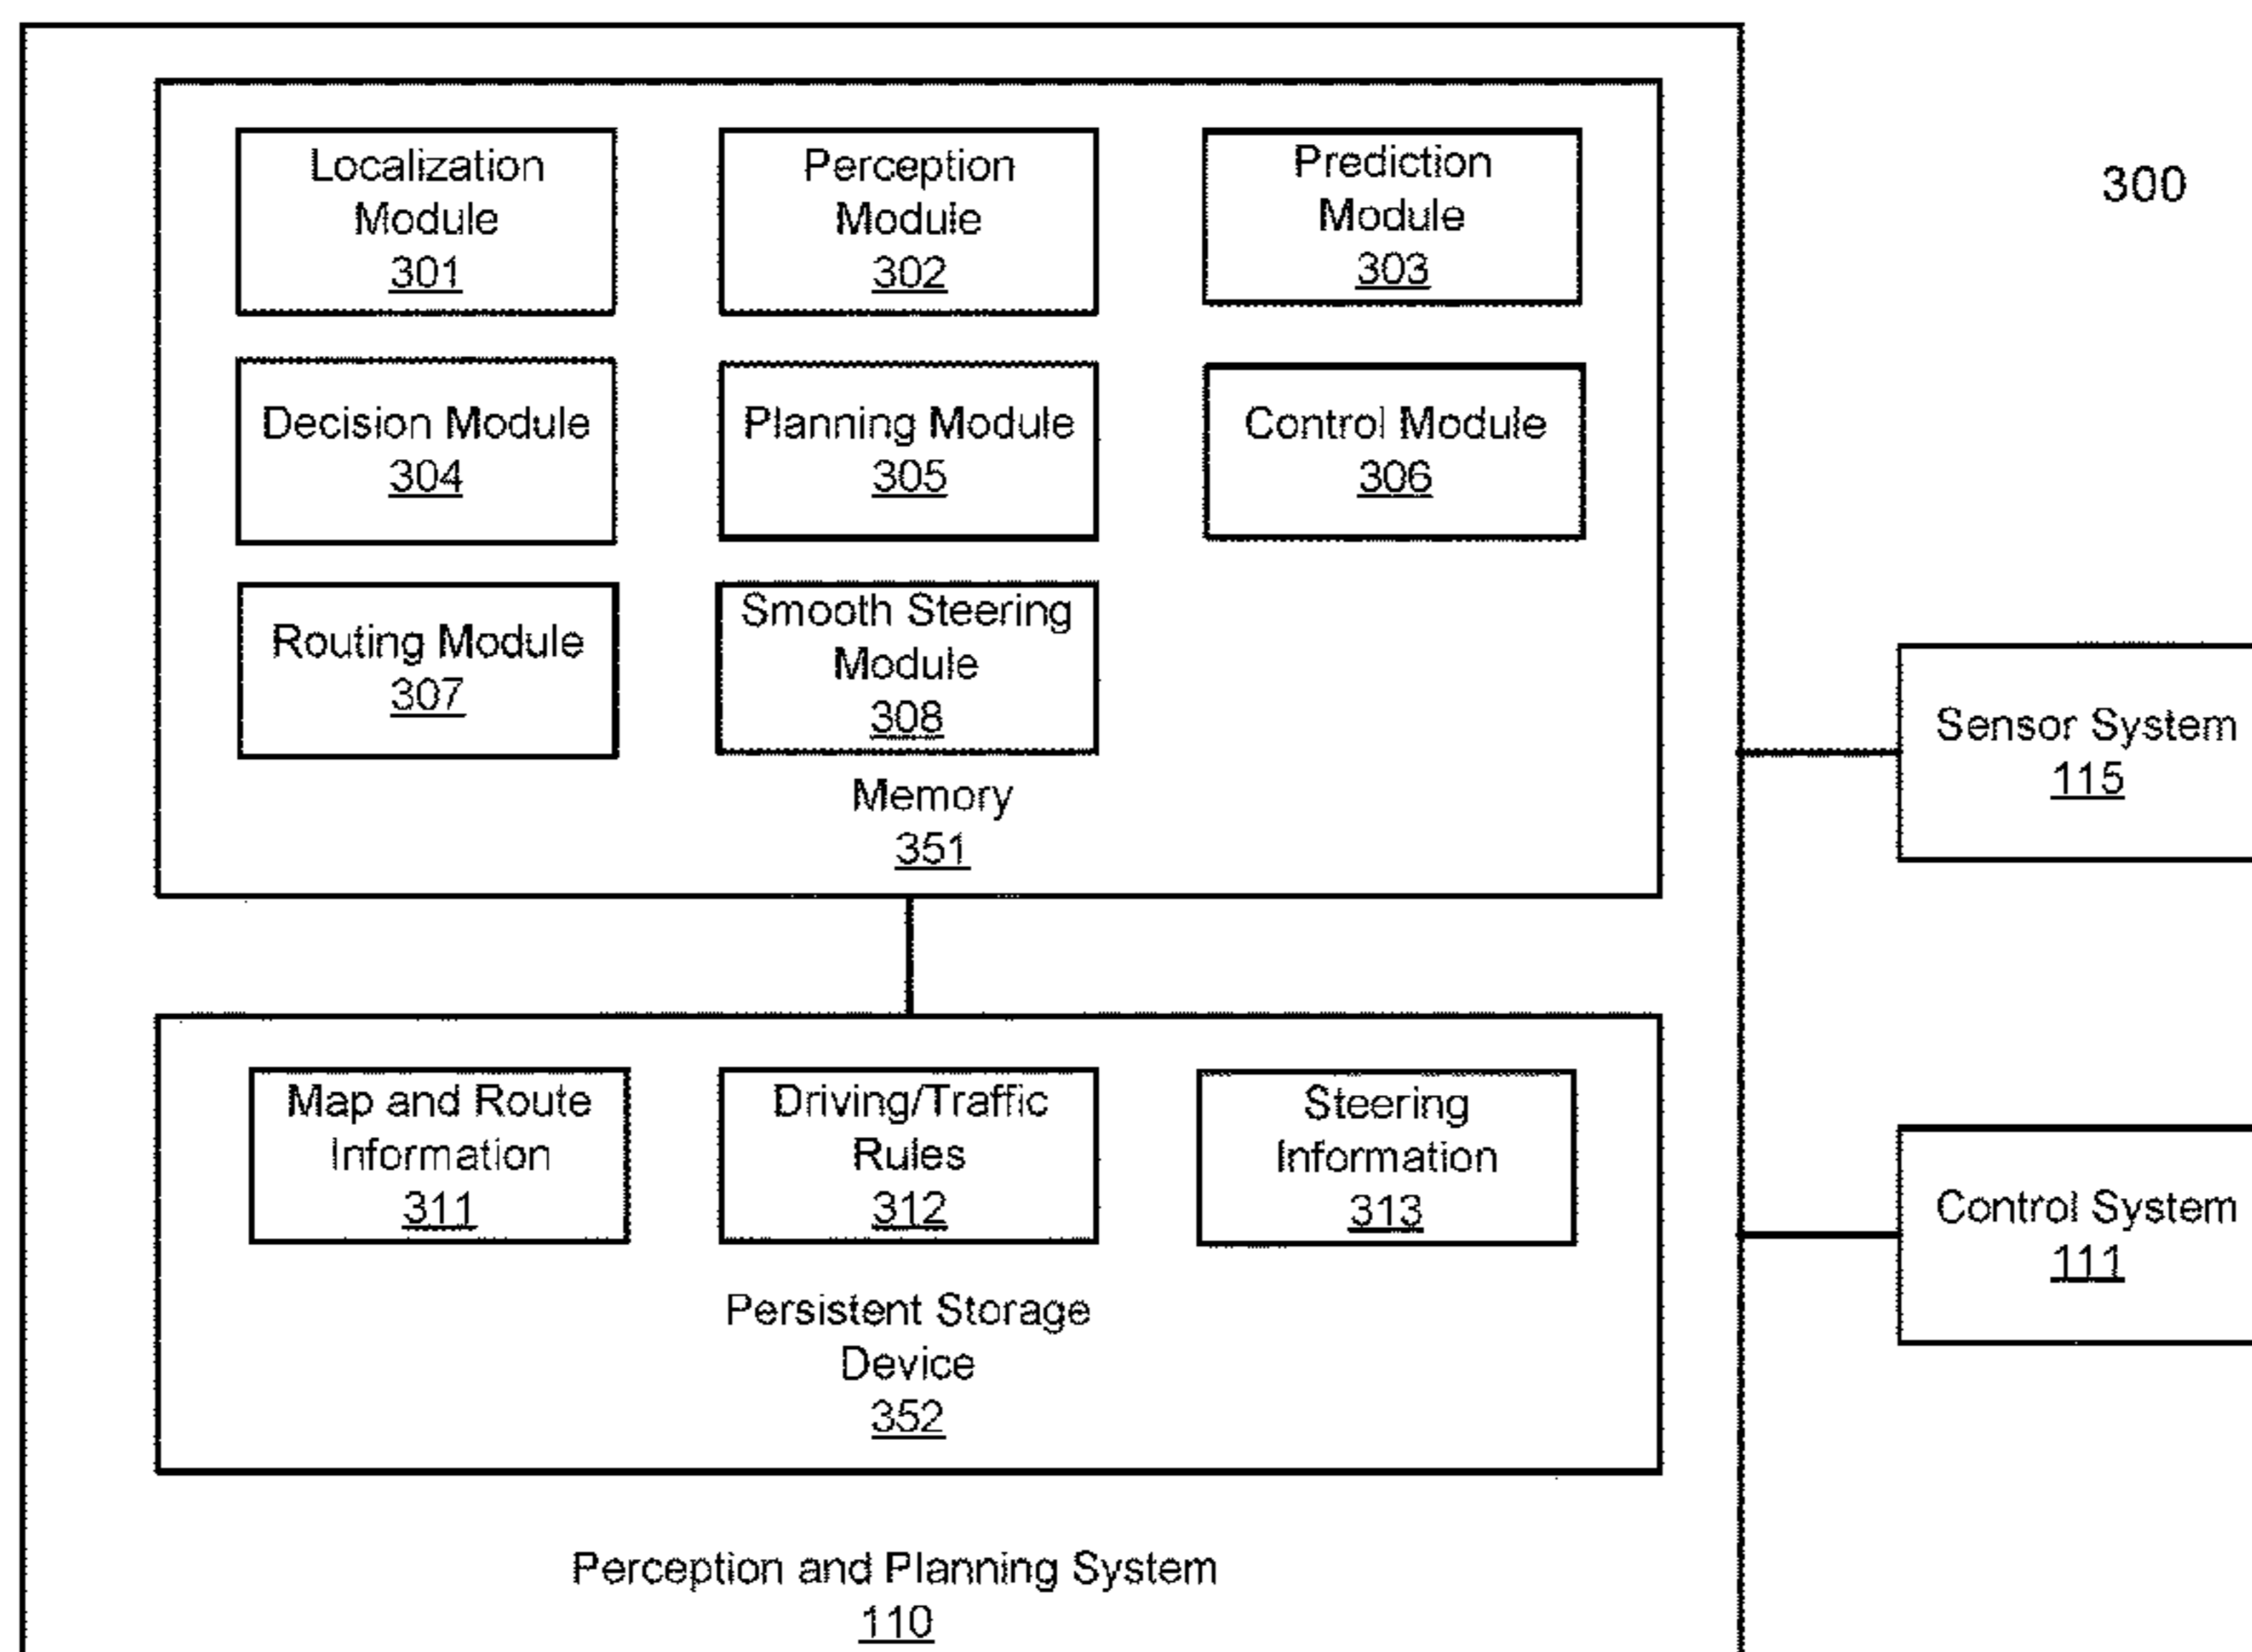 Localization
Module
301
Perception
Module
302
Prediction
Module
303
300
Decision Module
304
Planning Module
305
Control Module
306
Routing Module
307
Smooth Steering
Module
308
Memory
351
Sensor System
115
Map and Route
Information
311
Driving/Traffic
Rules
312
Steering
Information
313
Control System
111
Persistent Storage
Device
352
Perception and Planning System
110